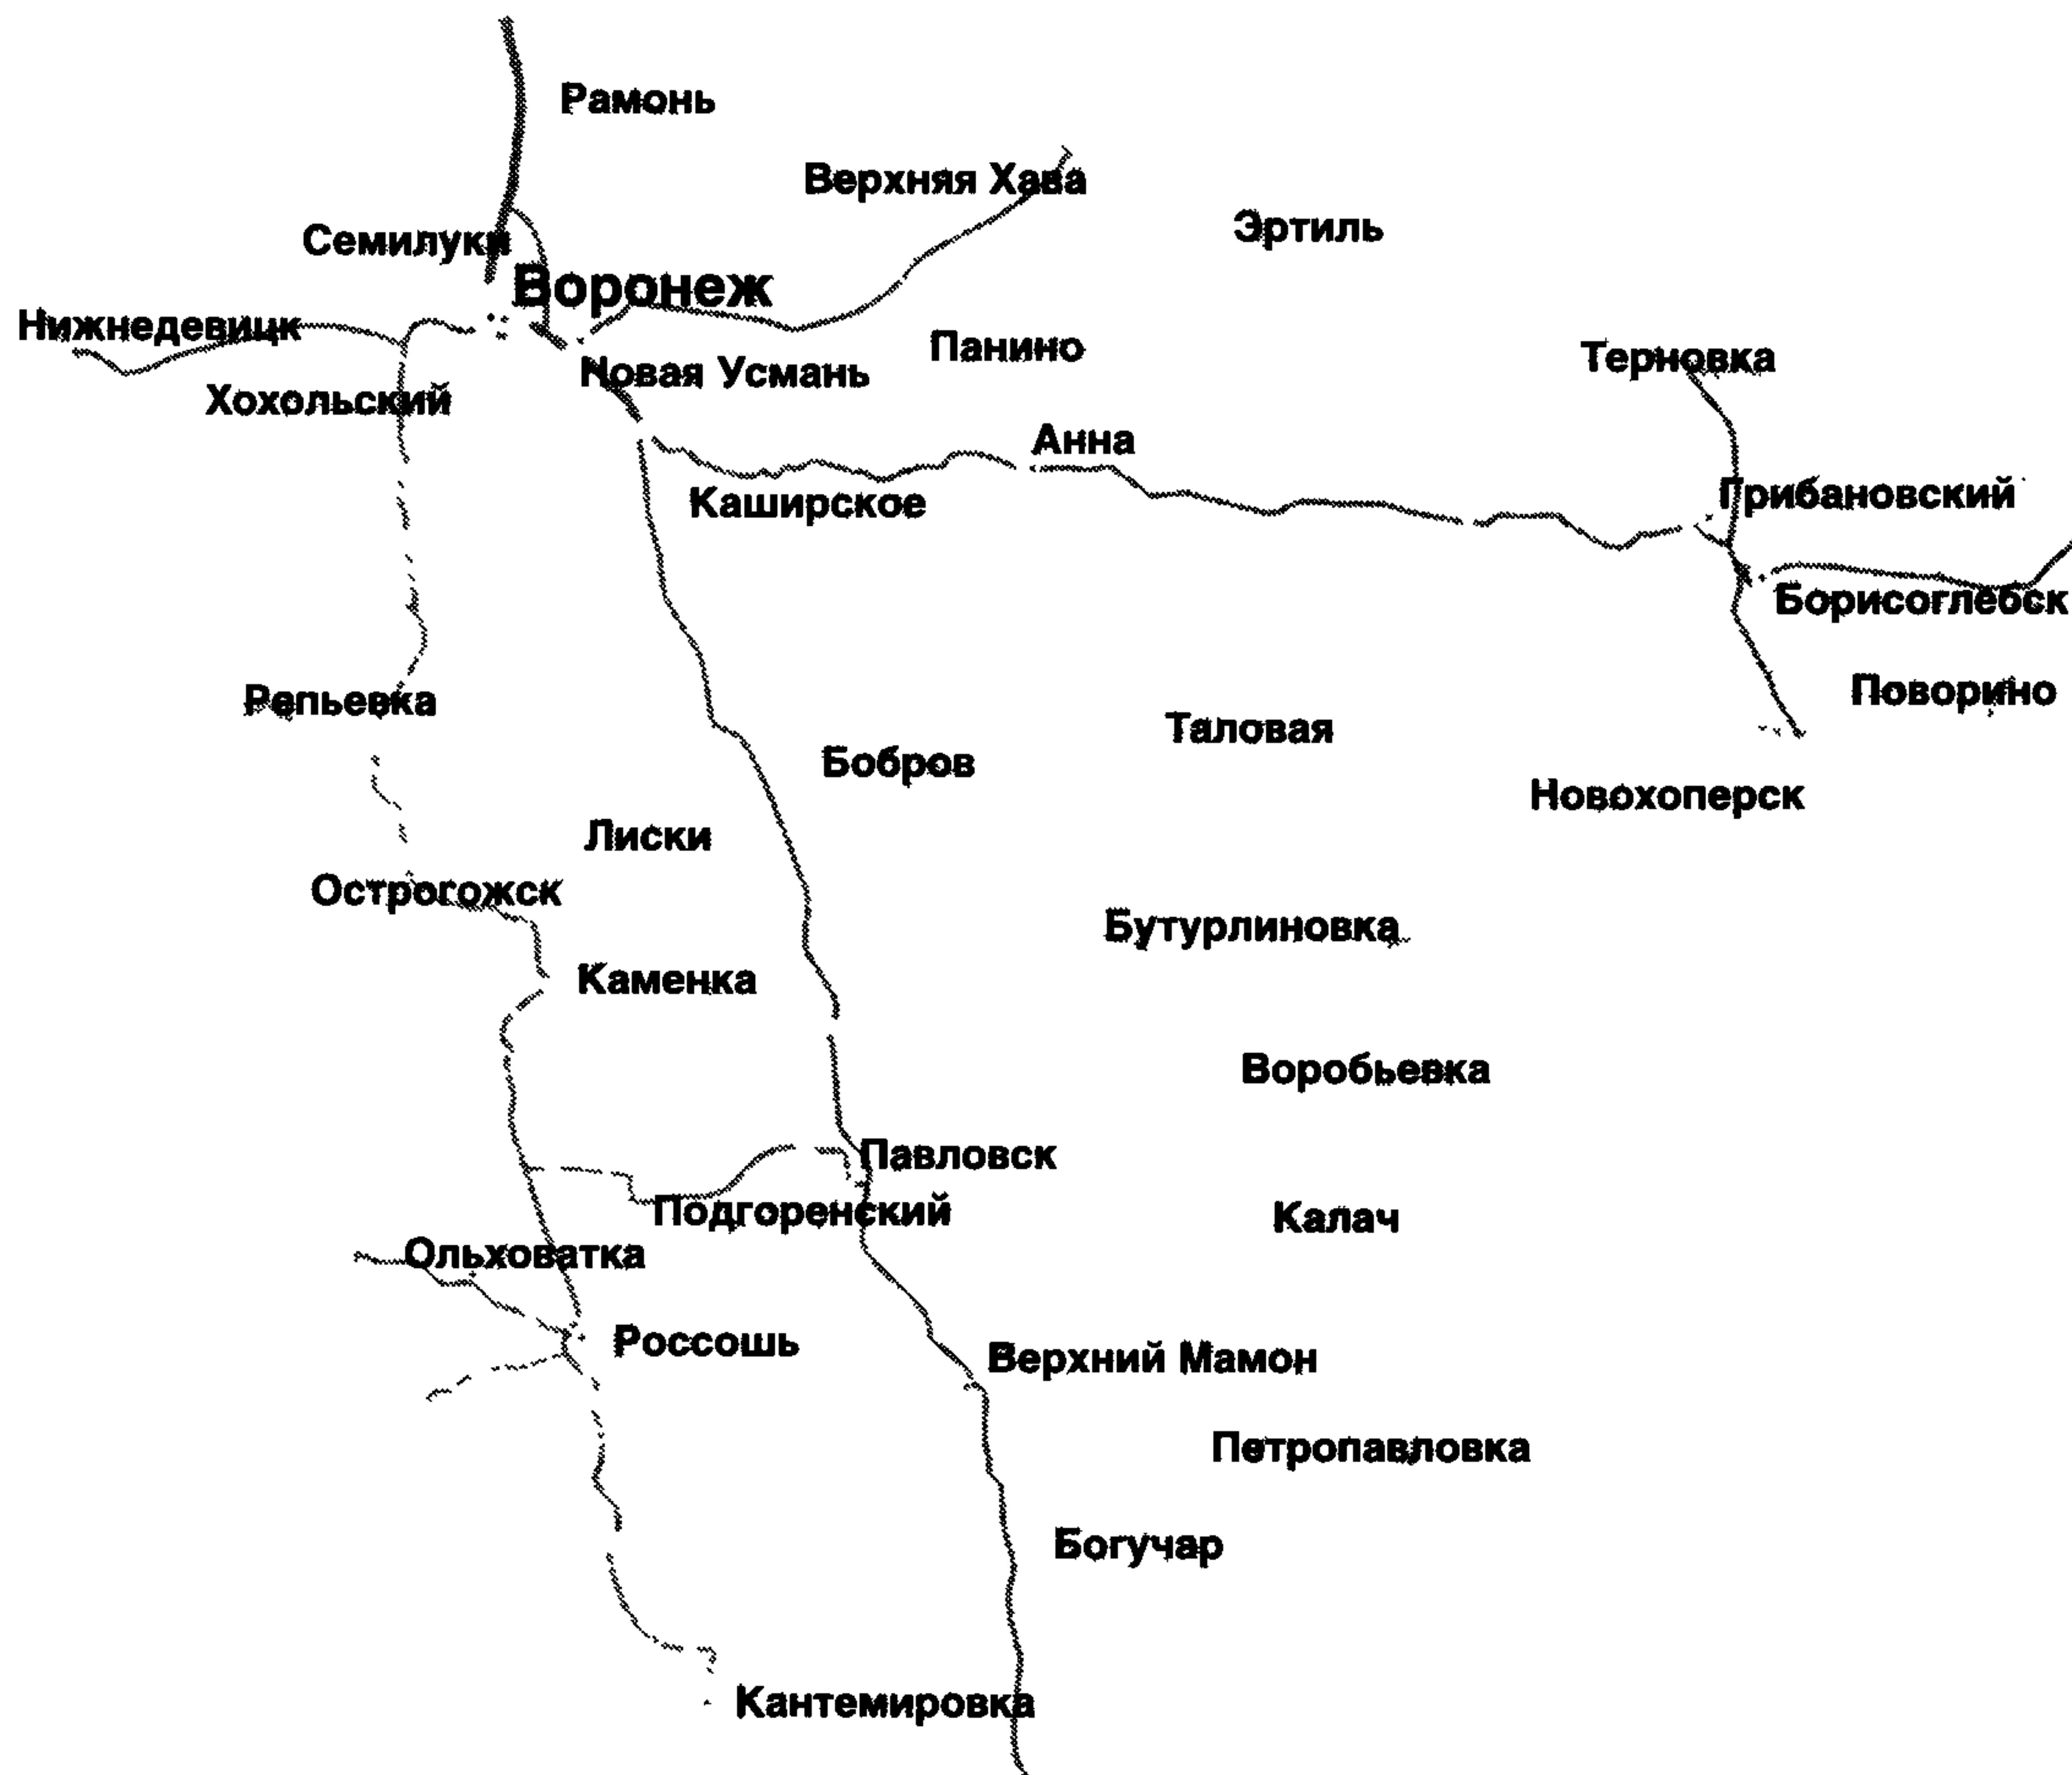 Рамонь
Верхняя Хава
Эртиль
Семилуки
Воронеж
Нижнедевицк
Панино
Терновка
Новая Усмань
Хохольский
Анна
Грибановский
Каширское
Борисоглебск
Поворино
Репьевка
Таловая
Бобров
Новохоперск
Лиски
Острогожск
Бутурлиновка
Каменка
Воробьевка
Павловск
Подгоренский
Калач
Ольховатка
Россошь
Верхний Мамон
Петропавловка
Богучар
Кантемировка